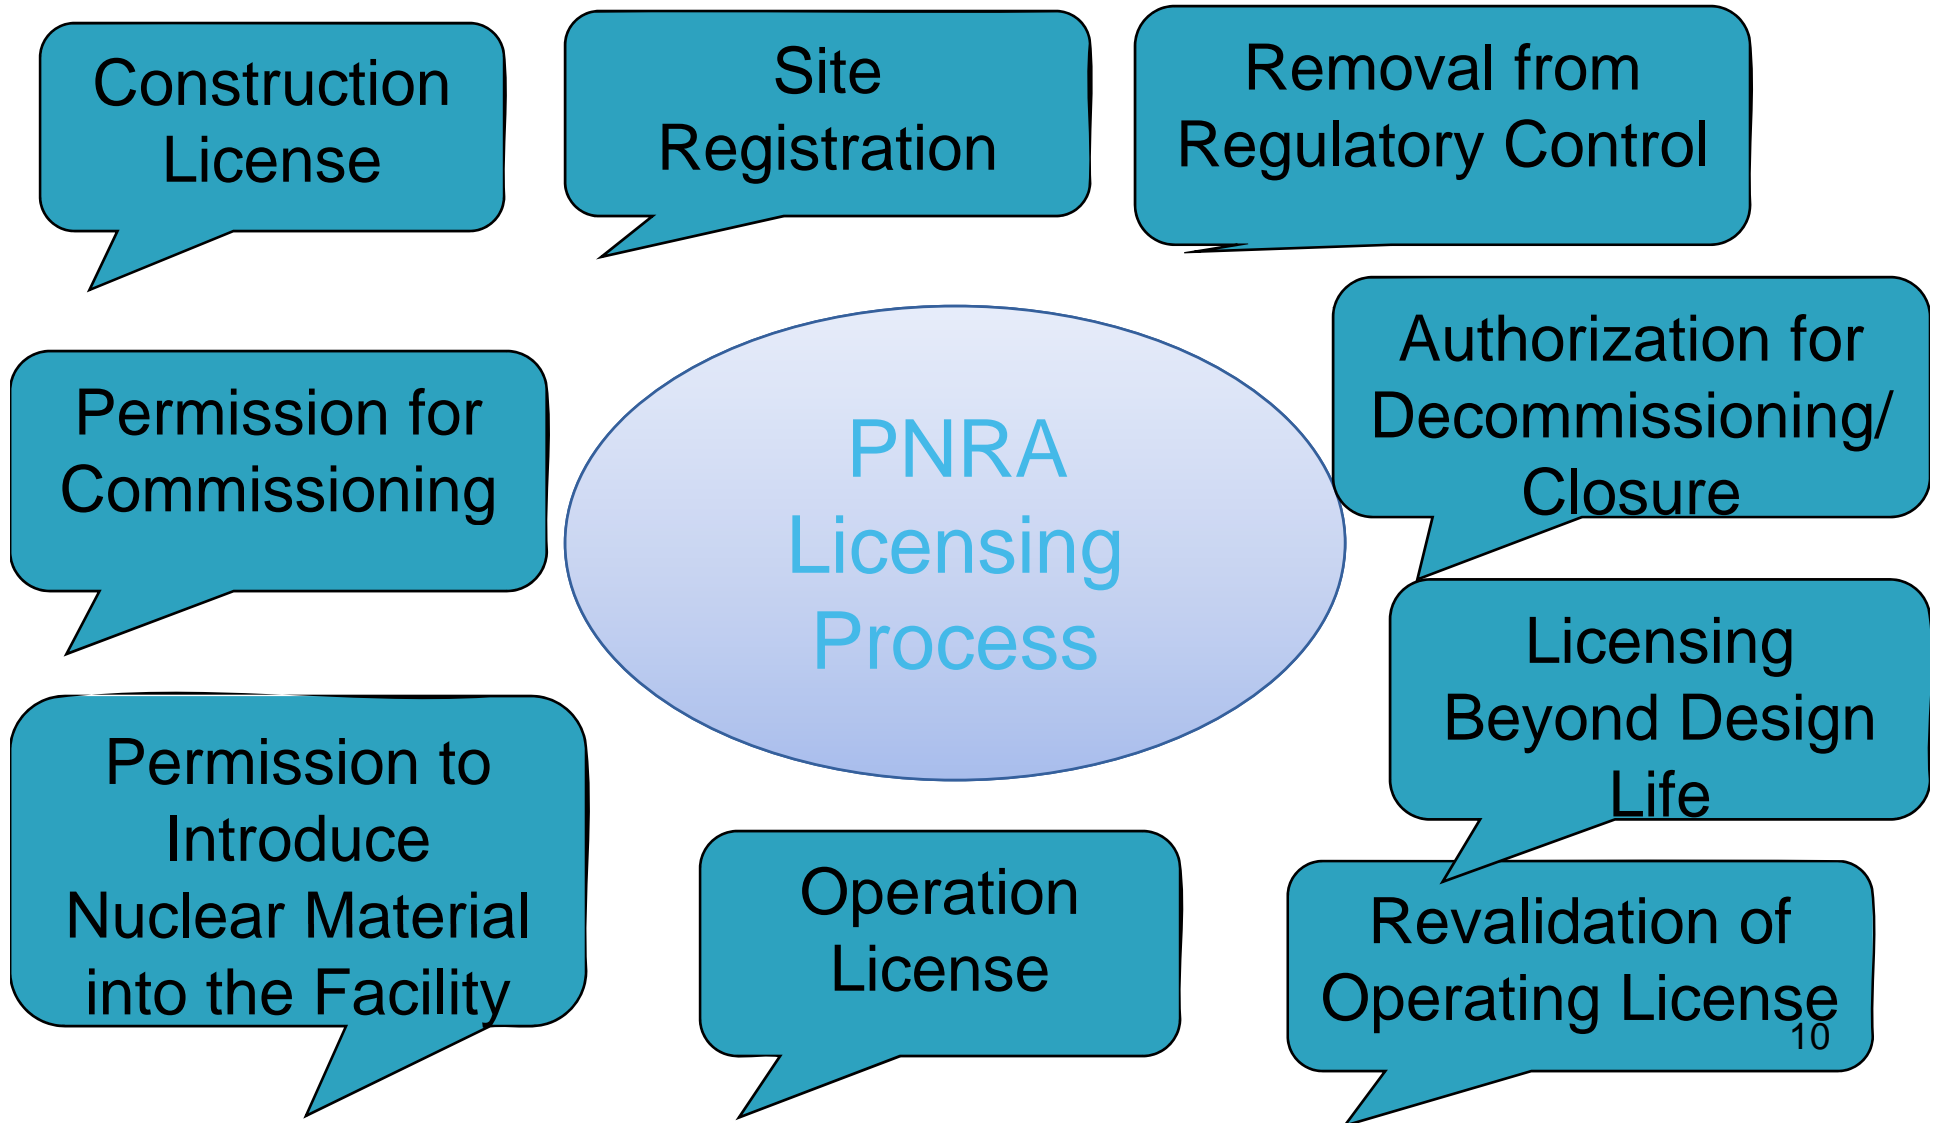 Construction
License
Site
Registration
Removal from
Regulatory Control
Authorization for
Decommissioning/
Closure
Permission for
Commissioning
PNRA
Licensing
Process
Licensing
Beyond Design
Life
Permission to
Introduce
Nuclear Material
into the Facility
Operation
License
Revalidation of
Operating License
10